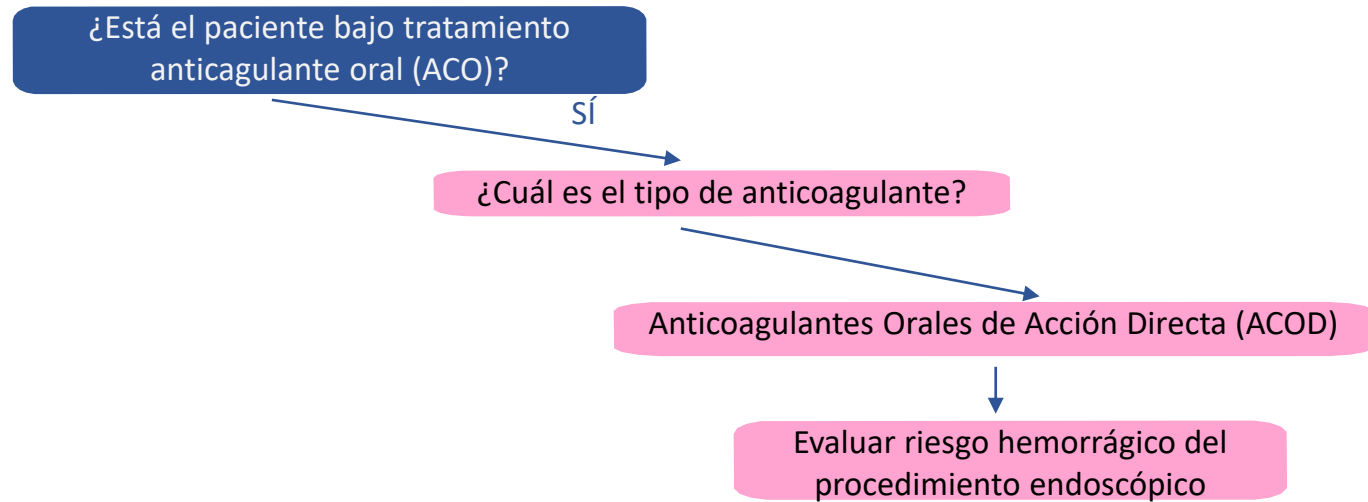 ¿Está el paciente bajo tratamiento
anticagulante oral (ACO)?
SÍ
¿Cuál es el tipo de anticoagulante?
Anticoagulantes Orales de Acción Directa (ACOD)
Evaluar riesgo hemorrágico del
procedimiento endoscópico